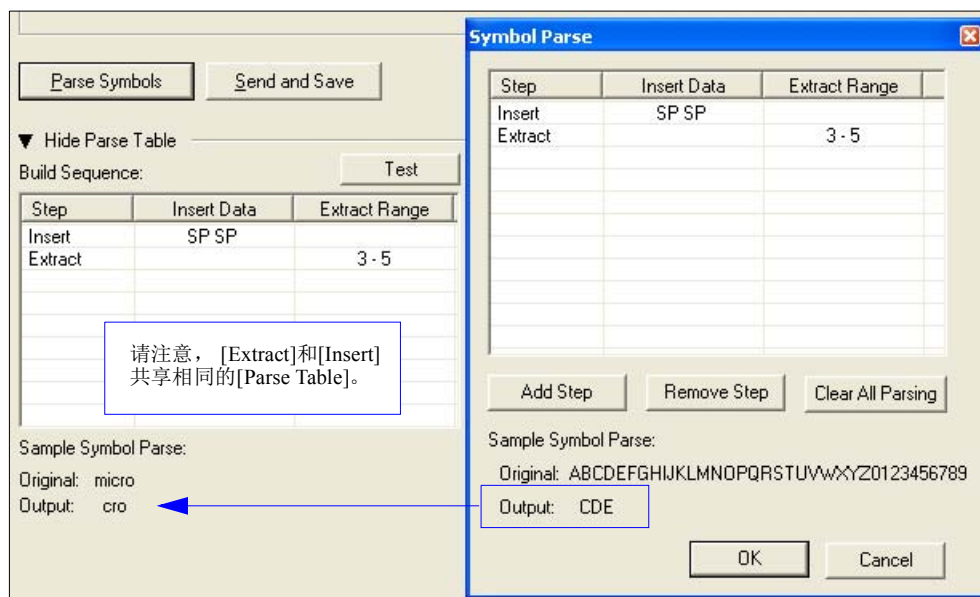 Parse Symbols
Send and Save
Hide Parse Table
Build Sequence:
Test
Step Insert Data Extract Range
Insert SP SP
Extract 3 - 5
请注意， [Extract]和[Insert]
共享相同的[Parse Table]。
Sample Symbol Parse:
Original: micro
Output: cro
Symbol Parse
Step Insert Data Extract Range
Insert SP SP
Extract 3 - 5
Add Step
Remove Step
Clear All Parsing
Sample Symbol Parse:
Original: ABCDEFGHIJKLMNOPQRSTUVwXYZ0123456789
Output: CDE
OK
Cancel